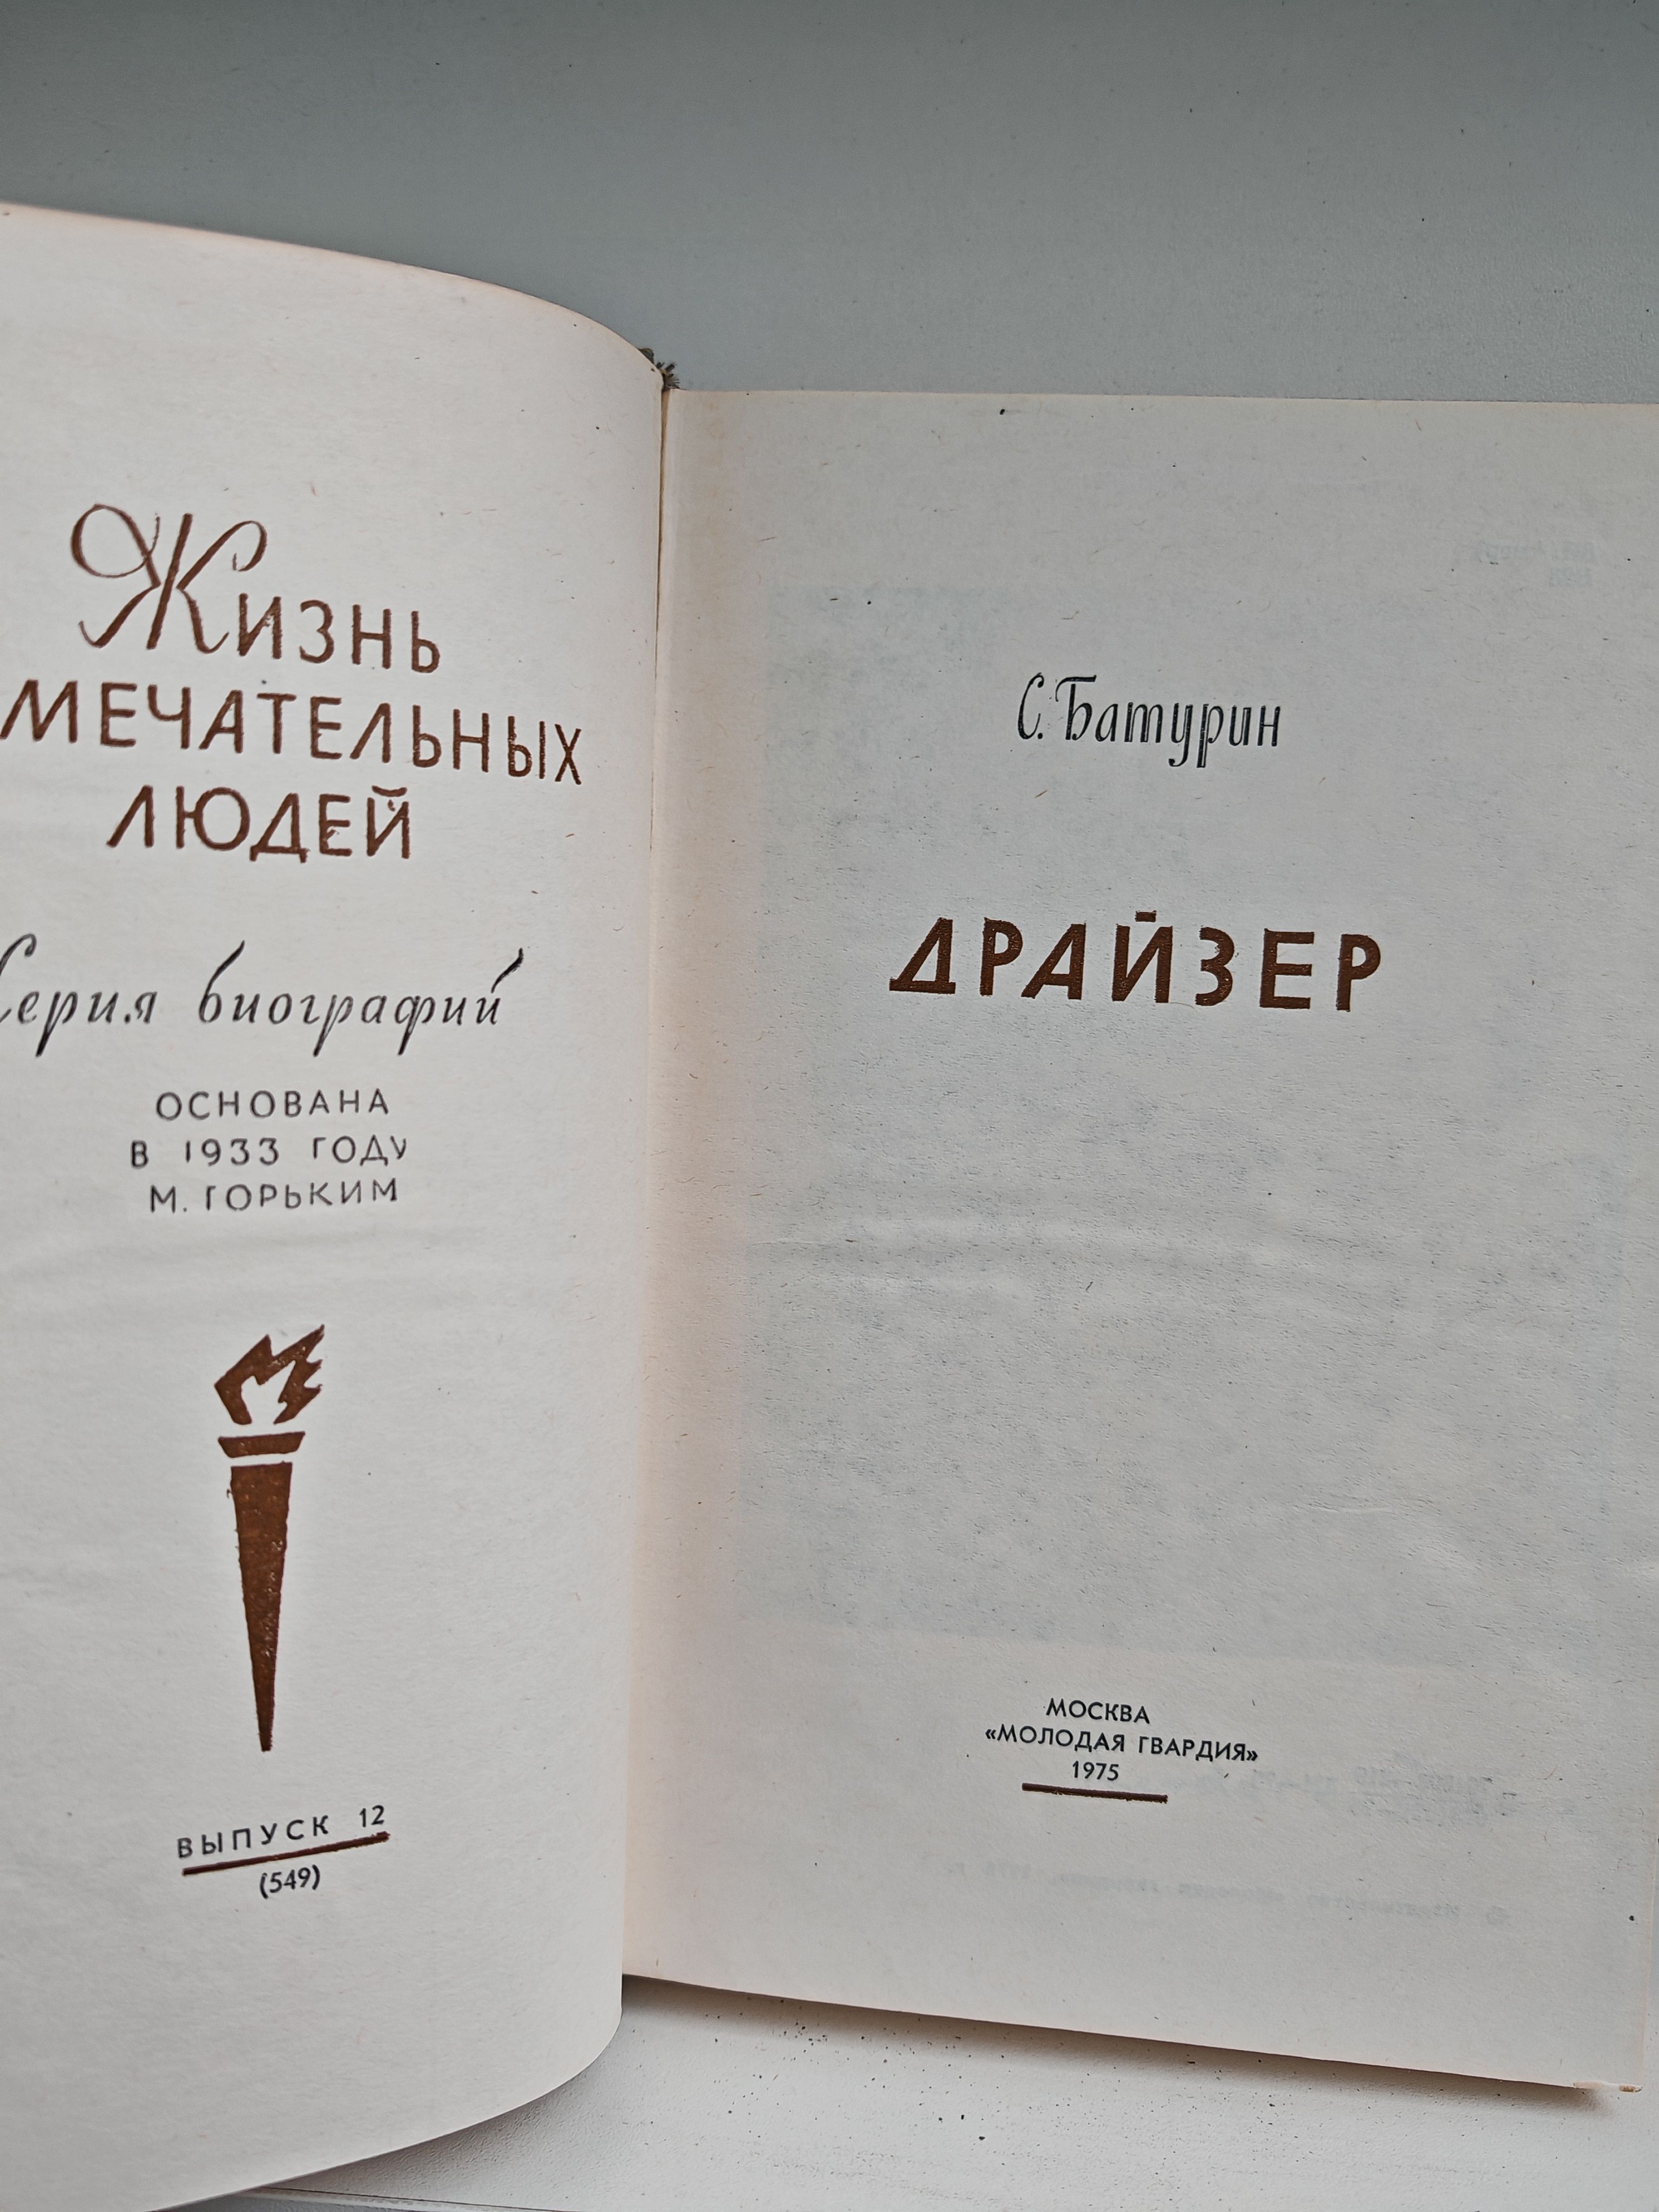 Жизнь
МЕЧАТЕЛЬНЫХ
ЛЮДЕЙ
Серия биографий
ОСНОВАНА
В 1933 ГОДУ
М. ГОРЬКИМ
ВЫПУСК 12
(549)
С. Батурин
ДРАЙЗЕР
МОСКВА
«МОЛОДАЯ ГВАРДИЯ»
1975